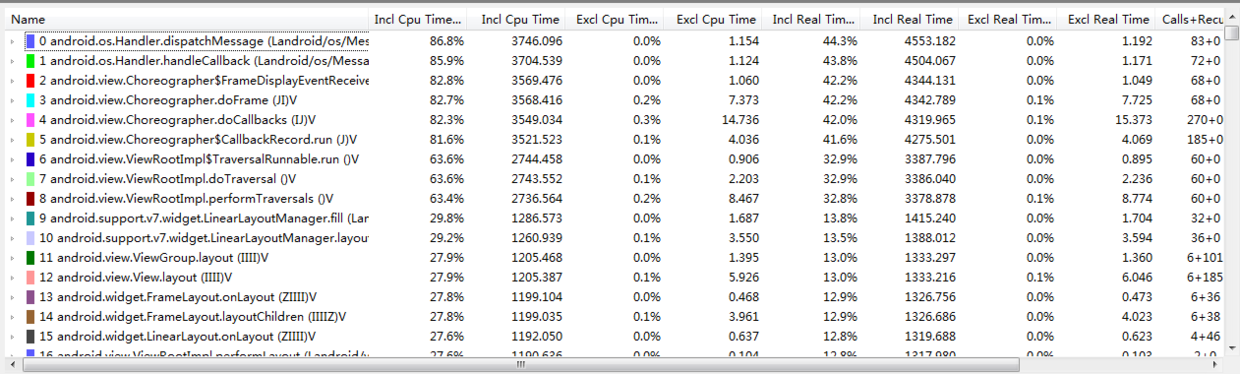 Name Incl Cpu Time... Incl Cpu Time Excl Cpu Tim... Excl Cpu Time Incl Real Tim... Incl Real Time Excl Real Tim... Excl Real Time Calls+Recu
0 android.os.Handler.dispatchMessage (Landroid/os/Mes 86.8% 3746.096 0.0% 1.154 44.3% 4553.182 0.0% 1.192 83+0
1 android.os.Handler.handleCallback (Landroid/os/Messa 85.9% 3704.539 0.0% 1.124 43.8% 4504.067 0.0% 1.171 72+0
2 android.view.Choreographer$FrameDisplayEventReceive 82.8% 3569.476 0.0% 1.060 42.2% 4344.131 0.0% 1.049 68+0
3 android.view.Choreographer.doFrame (JI)V 82.7% 3568.416 0.2% 7.373 42.2% 4342.789 0.1% 7.725 68+0
4 android.view.Choreographer.doCallbacks (IJ)V 82.3% 3549.034 0.3% 14.736 42.0% 4319.965 0.1% 15.373 270+0
5 android.view.Choreographer$CallbackRecord.run (J)V 81.6% 3521.523 0.1% 4.036 41.6% 4275.501 0.0% 4.069 185+0
6 android.view.ViewRootImpl$TraversalRunnable.run ()V 63.6% 2744.458 0.0% 0.906 32.9% 3387.796 0.0% 0.895 60+0
7 android.view.ViewRootImpl.doTraversal ()V 63.6% 2743.552 0.1% 2.203 32.9% 3386.040 0.0% 2.236 60+0
8 android.view.ViewRootImpl.performTraversals ()V 63.4% 2736.564 0.2% 8.467 32.8% 3378.878 0.1% 8.774 60+0
9 android.support.v7.widget.LinearLayoutManager.fill (Lan 29.8% 1286.573 0.0% 1.687 13.8% 1415.240 0.0% 1.704 32+0
10 android.support.v7.widget.LinearLayoutManager.layou 29.2% 1260.939 0.1% 3.550 13.5% 1388.012 0.0% 3.594 36+0
11 android.view.ViewGroup.layout (IIII)V 27.9% 1205.468 0.0% 1.395 13.0% 1333.297 0.0% 1.360 6+101
12 android.view.View.layout (IIII)V 27.9% 1205.387 0.1% 5.926 13.0% 1333.216 0.1% 6.046 6+185
13 android.widget.FrameLayout.onLayout (ZIIII)V 27.8% 1199.104 0.0% 0.468 12.9% 1326.756 0.0% 0.473 6+36
14 android.widget.FrameLayout.layoutChildren (IIIIZ)V 27.8% 1199.035 0.1% 3.961 12.9% 1326.686 0.0% 4.023 6+38
15 android.widget.LinearLayout.onLayout (ZIIII)V 27.6% 1192.050 0.0% 0.637 12.8% 1319.688 0.0% 0.623 4+46
16 android.view.ViewRootImpl.performLayout 27.6% 1190.636 0.0% 0.104 12.8% 1317.980 0.0% 0.103 2+0